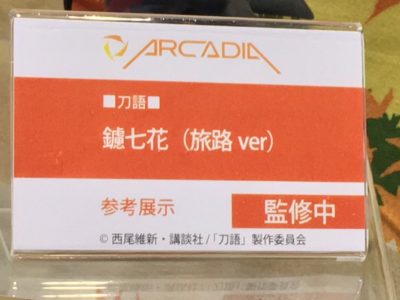 ARCADIA
■刀語■
鑢七花（旅路 ver）
参考展示
監修中
© 西尾維新・講談社/「刀語」製作委員会